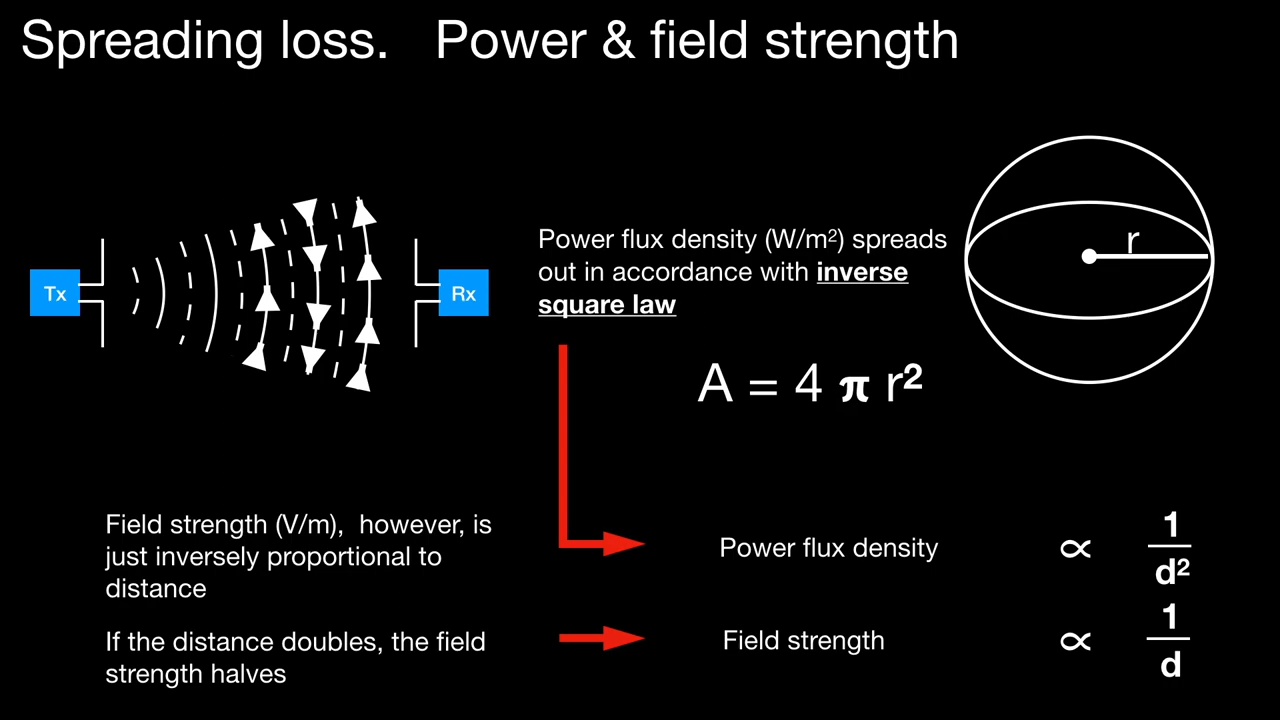 Spreading loss. Power & field strength
Tx
Rx
Power flux density (W/m²) spreads
out in accordance with inverse
square law
r
A = 4 π r²
Field strength (V/m), however, is
just inversely proportional to
distance
If the distance doubles, the field
strength halves
Power flux density ∝ 1
d²
Field strength ∝ 1
d